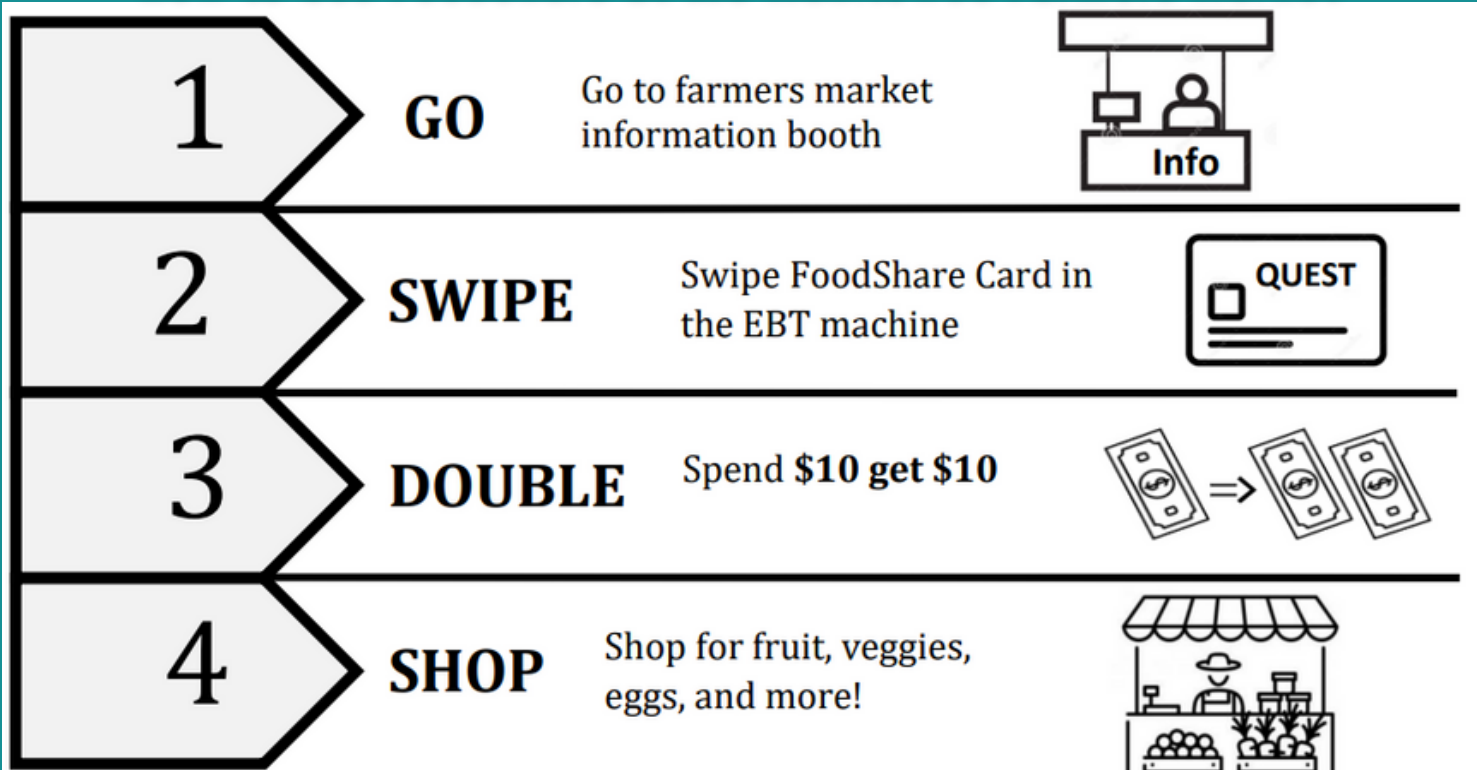 1
GO
Go to farmers market
information booth
Info
2
SWIPE
Swipe FoodShare Card in
the EBT machine
QUEST
3
DOUBLE
Spend $10 get $10
$ => $ $
4
SHOP
Shop for fruit, veggies,
eggs, and more!